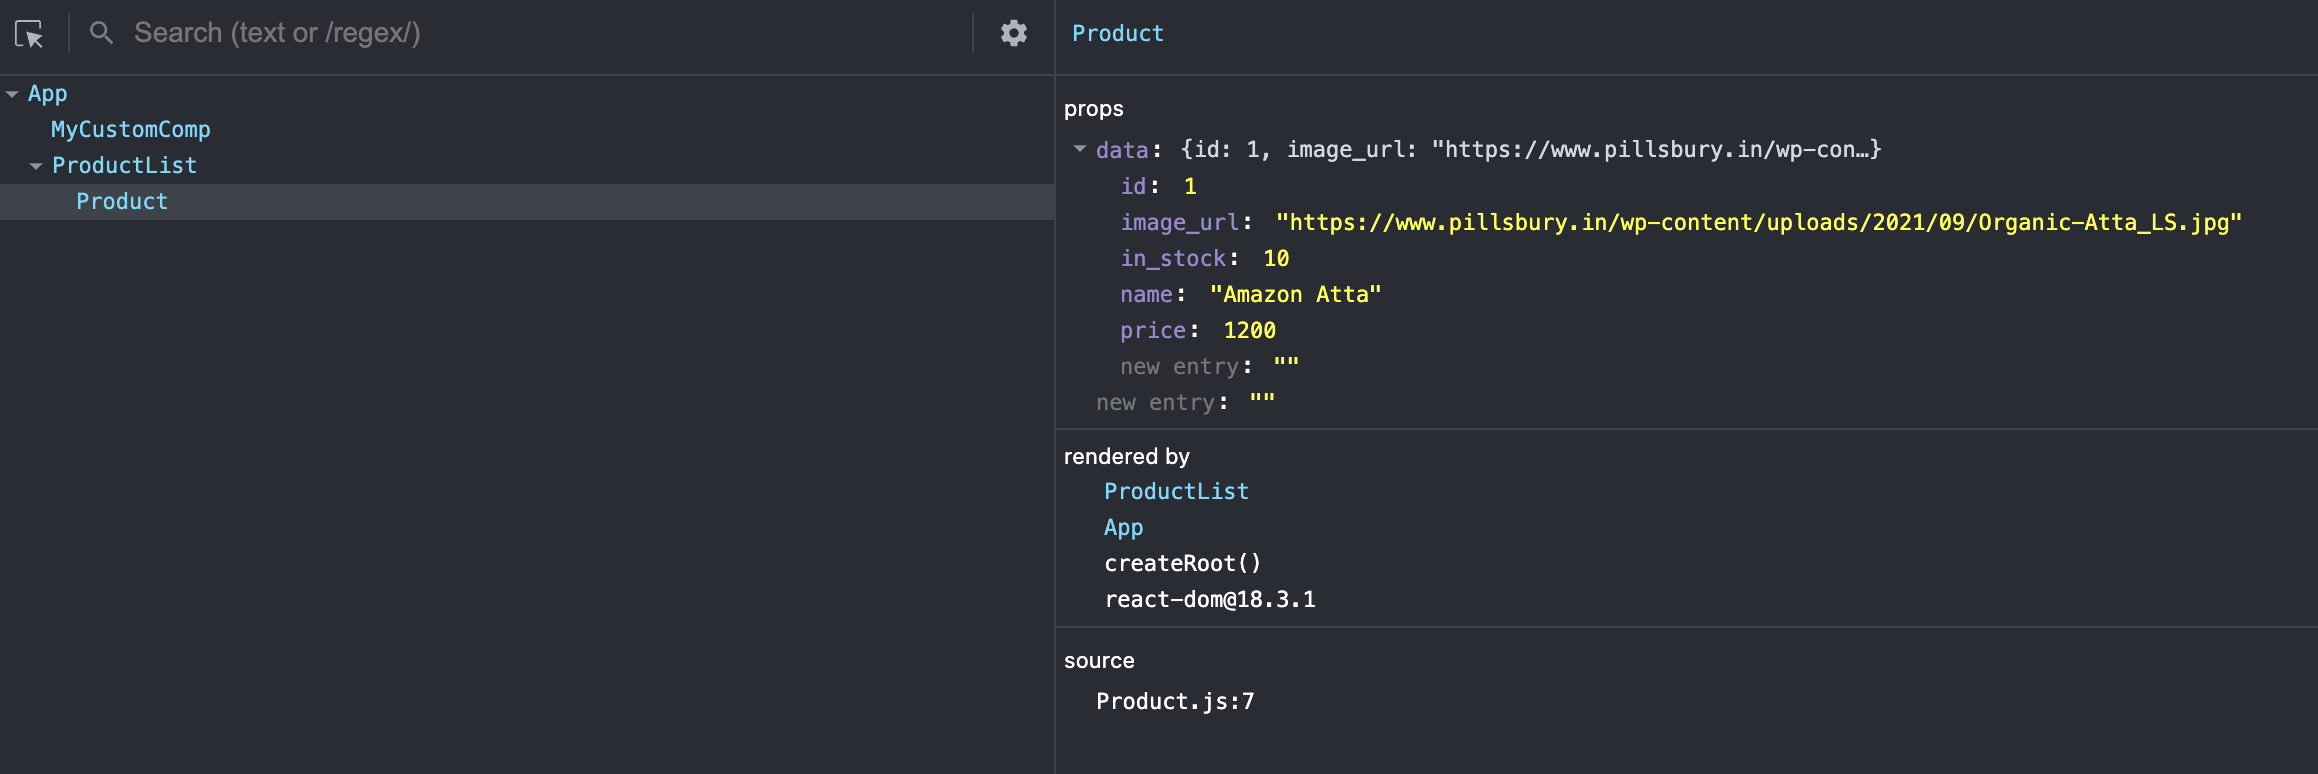 Search (text or /regex/)
App
MyCustomComp
ProductList
Product
Product
props
data: {id: 1, image_url: "https://www.pillsbury.in/wp-con…}
id: 1
image_url: "https://www.pillsbury.in/wp-content/uploads/2021/09/Organic-Atta_LS.jpg"
in_stock: 10
name: "Amazon Atta"
price: 1200
new entry: ""
new entry: ""
rendered by
ProductList
App
createRoot()
react-dom@18.3.1
source
Product.js:7